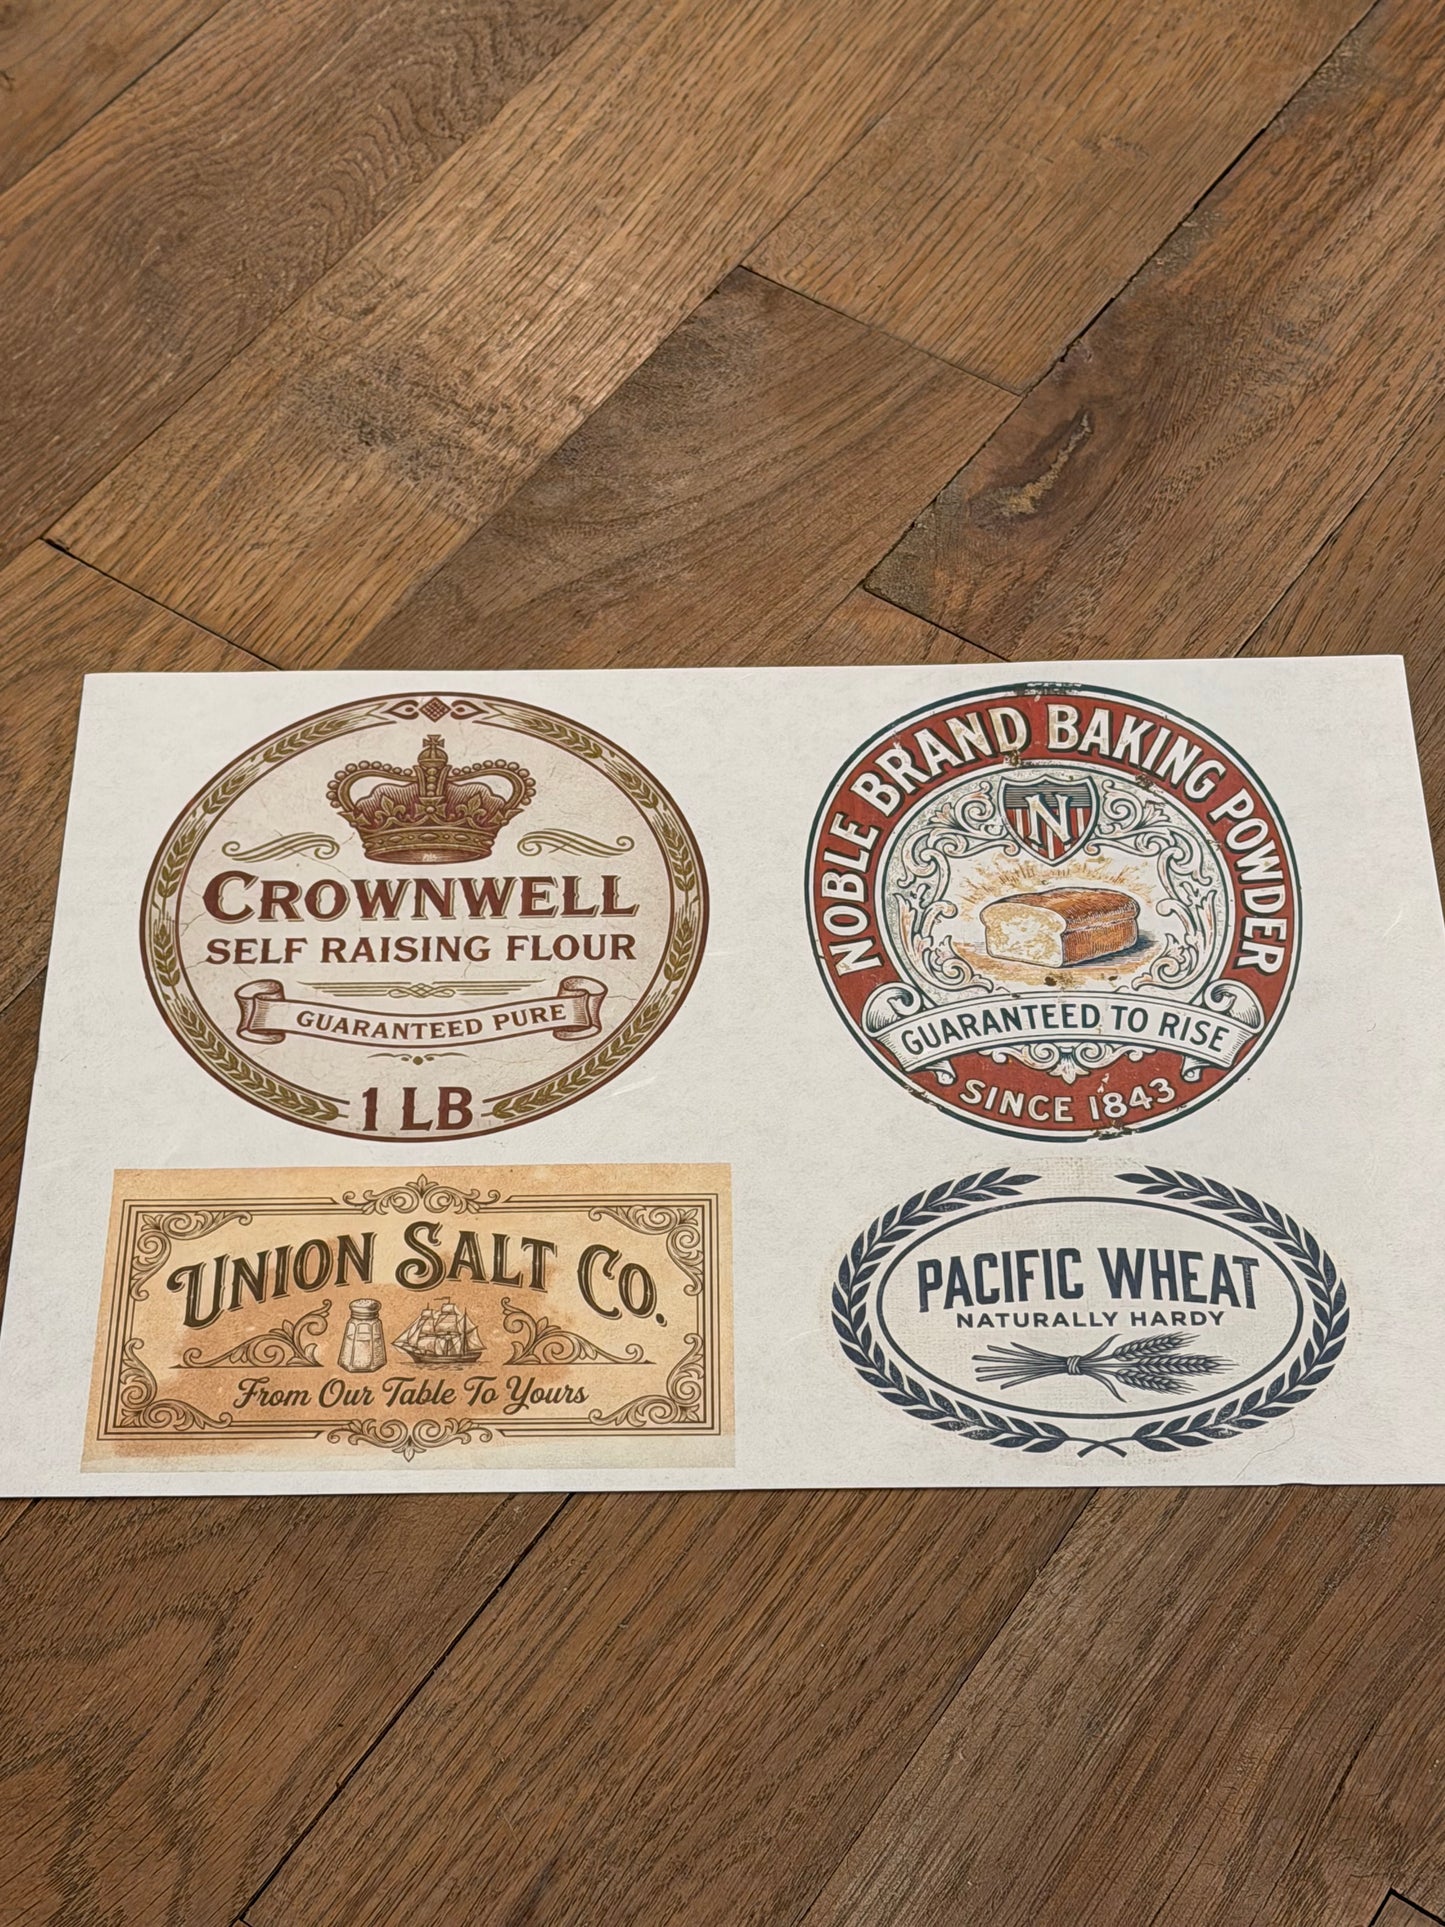 CROWNWELL
SELF RAISING FLOUR
GUARANTEED PURE
1 LB
NOBLE BRAND BAKING POWDER
N
GUARANTEED TO RISE
SINCE 1843
UNION SALT CO.
From Our Table To Yours
PACIFIC WHEAT
NATURALLY HARDY